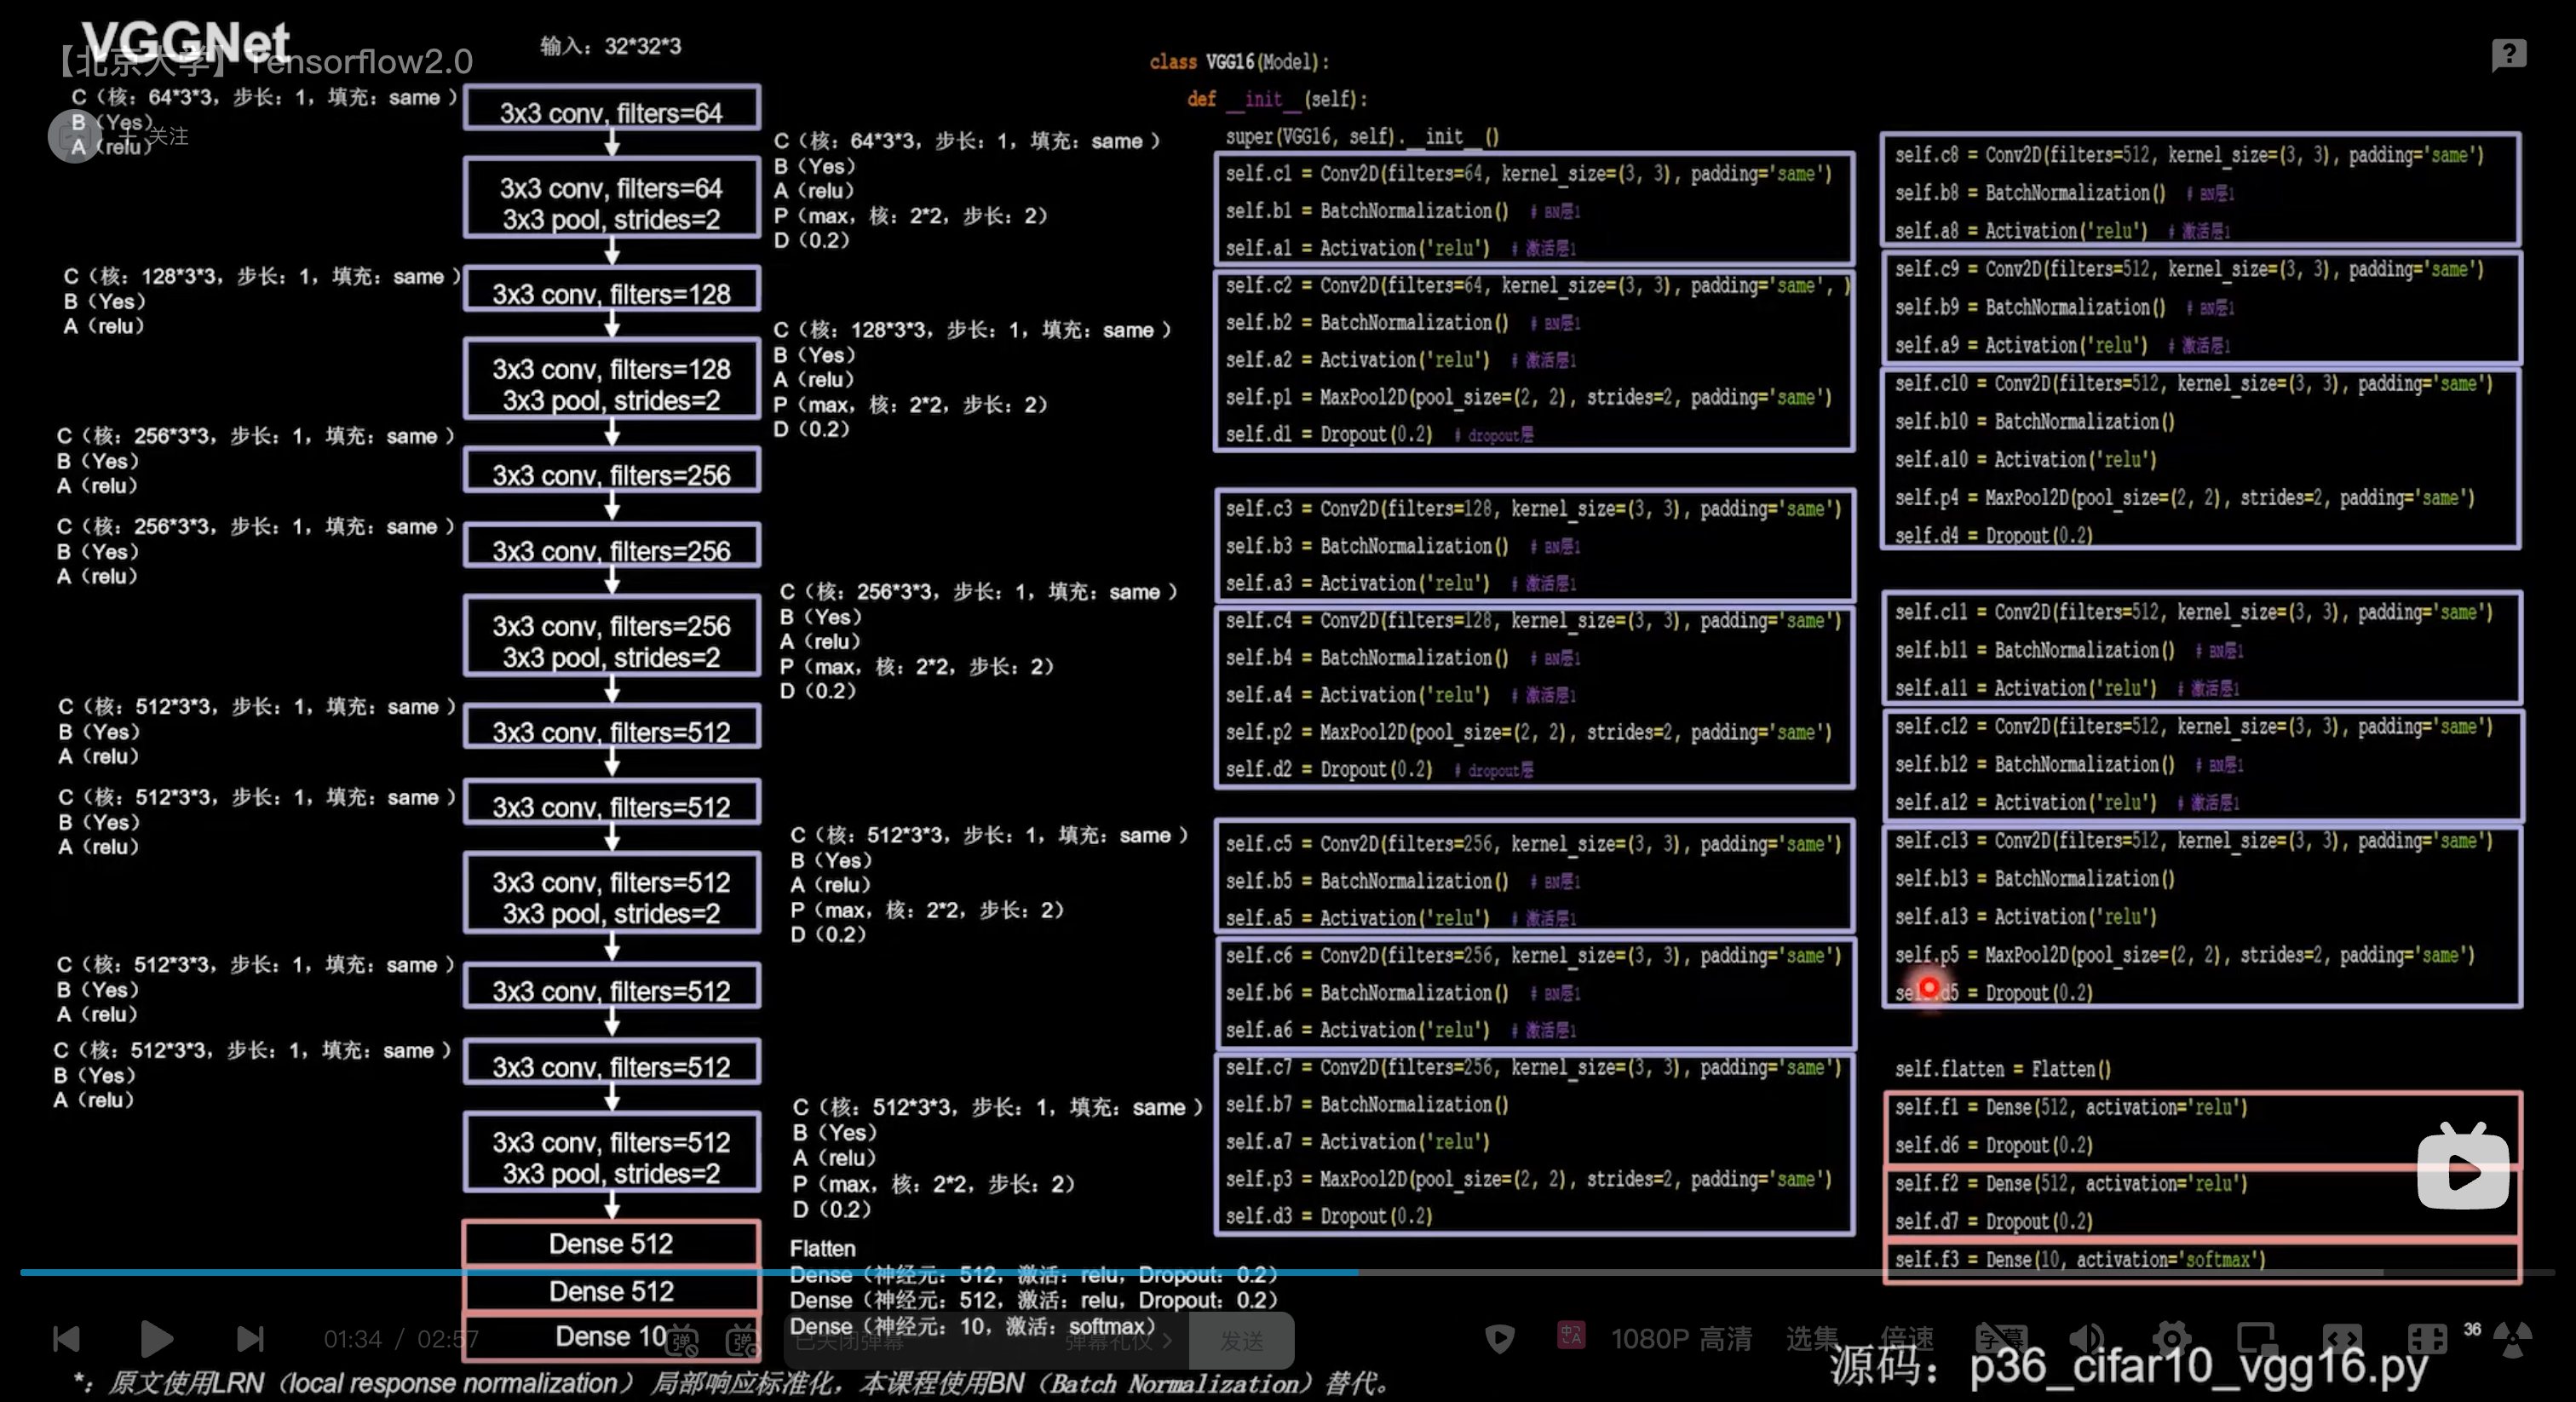 VGGNet
【北京大学】Tensorflow2.0
输入：32*32*3
C（核：64*3*3，步长：1，填充：same ）
B（Yes）
A（relu）
关注
3x3 conv, filters=64
C（核：64*3*3，步长：1，填充：same ）
B（Yes）
A（relu）
P（max，核：2*2，步长：2）
D（0.2）
3x3 conv, filters=64
3x3 pool, strides=2
C（核：128*3*3，步长：1，填充：same ）
B（Yes）
A（relu）
3x3 conv, filters=128
C（核：128*3*3，步长：1，填充：same ）
B（Yes）
A（relu）
P（max，核：2*2，步长：2）
D（0.2）
3x3 conv, filters=128
3x3 pool, strides=2
C（核：256*3*3，步长：1，填充：same ）
B（Yes）
A（relu）
3x3 conv, filters=256
C（核：256*3*3，步长：1，填充：same ）
B（Yes）
A（relu）
3x3 conv, filters=256
C（核：256*3*3，步长：1，填充：same ）
B（Yes）
A（relu）
P（max，核：2*2，步长：2）
D（0.2）
3x3 conv, filters=256
3x3 pool, strides=2
C（核：512*3*3，步长：1，填充：same ）
B（Yes）
A（relu）
3x3 conv, filters=512
C（核：512*3*3，步长：1，填充：same ）
B（Yes）
A（relu）
3x3 conv, filters=512
C（核：512*3*3，步长：1，填充：same ）
B（Yes）
A（relu）
P（max，核：2*2，步长：2）
D（0.2）
3x3 conv, filters=512
3x3 pool, strides=2
C（核：512*3*3，步长：1，填充：same ）
B（Yes）
A（relu）
3x3 conv, filters=512
C（核：512*3*3，步长：1，填充：same ）
B（Yes）
A（relu）
3x3 conv, filters=512
C（核：512*3*3，步长：1，填充：same ）
B（Yes）
A（relu）
P（max，核：2*2，步长：2）
D（0.2）
3x3 conv, filters=512
3x3 pool, strides=2
Dense 512
Dense 512
Dense 10
Flatten
Dense（神经元：512，激活：relu，Dropout：0.2）
Dense（神经元：512，激活：relu，Dropout：0.2）
Dense（神经元：10，激活：softmax）
class VGG16(Model):
def __init__(self):
super(VGG16, self).__init__()
self.c1 = Conv2D(filters=64, kernel_size=(3, 3), padding='same')
self.b1 = BatchNormalization() # BN层1
self.a1 = Activation('relu') # 激活层1
self.c2 = Conv2D(filters=64, kernel_size=(3, 3), padding='same', )
self.b2 = BatchNormalization() # BN层1
self.a2 = Activation('relu') # 激活层1
self.p1 = MaxPool2D(pool_size=(2, 2), strides=2, padding='same')
self.d1 = Dropout(0.2) # dropout层
self.c3 = Conv2D(filters=128, kernel_size=(3, 3), padding='same')
self.b3 = BatchNormalization() # BN层1
self.a3 = Activation('relu') # 激活层1
self.c4 = Conv2D(filters=128, kernel_size=(3, 3), padding='same')
self.b4 = BatchNormalization() # BN层1
self.a4 = Activation('relu') # 激活层1
self.p2 = MaxPool2D(pool_size=(2, 2), strides=2, padding='same')
self.d2 = Dropout(0.2) # dropout层
self.c5 = Conv2D(filters=256, kernel_size=(3, 3), padding='same')
self.b5 = BatchNormalization() # BN层1
self.a5 = Activation('relu') # 激活层1
self.c6 = Conv2D(filters=256, kernel_size=(3, 3), padding='same')
self.b6 = BatchNormalization() # BN层1
self.a6 = Activation('relu') # 激活层1
self.c7 = Conv2D(filters=256, kernel_size=(3, 3), padding='same')
self.b7 = BatchNormalization()
self.a7 = Activation('relu')
self.p3 = MaxPool2D(pool_size=(2, 2), strides=2, padding='same')
self.d3 = Dropout(0.2)
self.c8 = Conv2D(filters=512, kernel_size=(3, 3), padding='same')
self.b8 = BatchNormalization() # BN层1
self.a8 = Activation('relu') # 激活层1
self.c9 = Conv2D(filters=512, kernel_size=(3, 3), padding='same')
self.b9 = BatchNormalization() # BN层1
self.a9 = Activation('relu') # 激活层1
self.c10 = Conv2D(filters=512, kernel_size=(3, 3), padding='same')
self.b10 = BatchNormalization()
self.a10 = Activation('relu')
self.p4 = MaxPool2D(pool_size=(2, 2), strides=2, padding='same')
self.d4 = Dropout(0.2)
self.c11 = Conv2D(filters=512, kernel_size=(3, 3), padding='same')
self.b11 = BatchNormalization() # BN层1
self.a11 = Activation('relu') # 激活层1
self.c12 = Conv2D(filters=512, kernel_size=(3, 3), padding='same')
self.b12 = BatchNormalization() # BN层1
self.a12 = Activation('relu') # 激活层1
self.c13 = Conv2D(filters=512, kernel_size=(3, 3), padding='same')
self.b13 = BatchNormalization()
self.a13 = Activation('relu')
self.p5 = MaxPool2D(pool_size=(2, 2), strides=2, padding='same')
self.d5 = Dropout(0.2)
self.flatten = Flatten()
self.f1 = Dense(512, activation='relu')
self.d6 = Dropout(0.2)
self.f2 = Dense(512, activation='relu')
self.d7 = Dropout(0.2)
self.f3 = Dense(10, activation='softmax')
01:34 / 02:57
已关闭弹幕
弹幕礼仪 >
发送
1080P 高清
选集
倍速
字幕
36
源码：p36_cifar10_vgg16.py
*：原文使用LRN（local response normalization）局部响应标准化，本课程使用BN（Batch Normalization）替代。